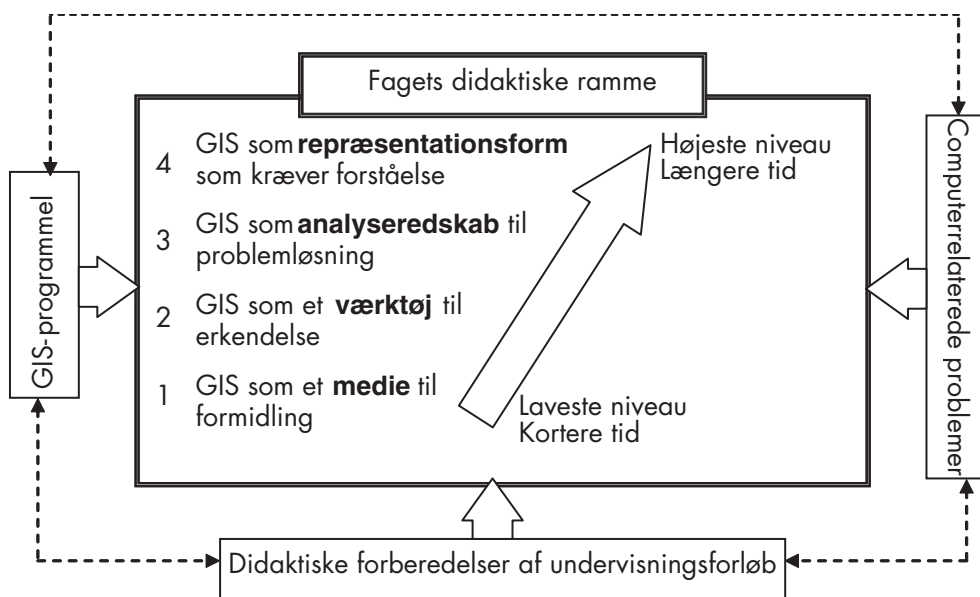 Fagets didaktiske ramme
4 GIS som repræsentationsform
som kræver forståelse
3 GIS som analyseredskab til
problemløsning
2 GIS som et værktøj til
erkendelse
1 GIS som et medie til
formidling
Højeste niveau
Længere tid
Laveste niveau
Kortere tid
GIS-programmel
Computerrelaterede problemer
Didaktiske forberedelser af undervisningsforløb